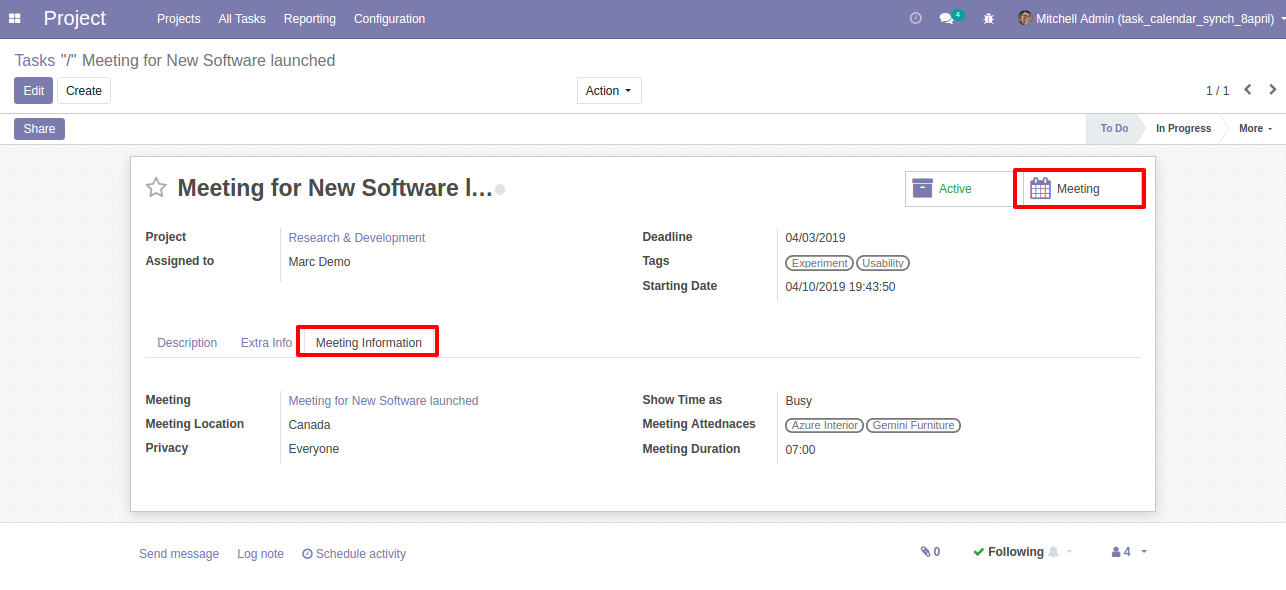 Project Projects All Tasks Reporting Configuration 4 Mitchell Admin (task_calendar_synch_8april)
Tasks "/" Meeting for New Software launched
Edit Create Action 1 / 1
Share To Do In Progress More
Meeting for New Software l... Active Meeting
Project Research & Development Deadline 04/03/2019
Assigned to Marc Demo Tags Experiment Usability
Starting Date 04/10/2019 19:43:50
Description Extra Info Meeting Information
Meeting Meeting for New Software launched Show Time as Busy
Meeting Location Canada Meeting Attednaces Azure Interior Gemini Furniture
Privacy Everyone Meeting Duration 07:00
Send message Log note Schedule activity 0 Following 4